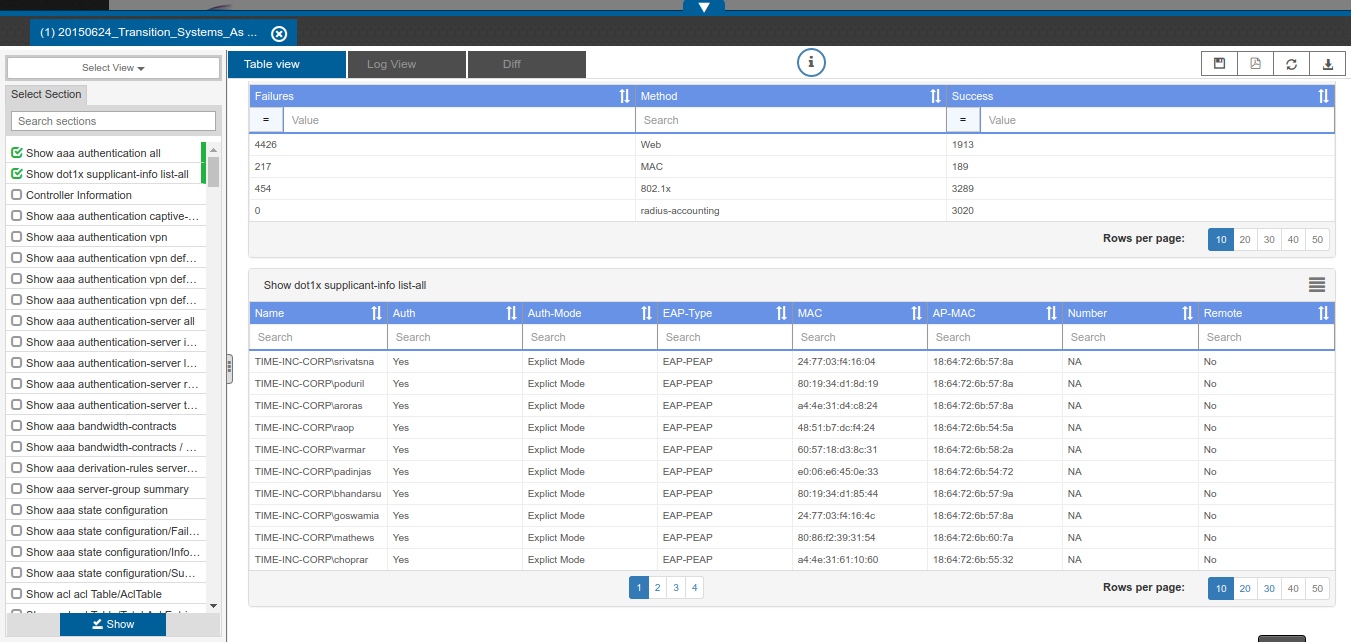 (1) 20150624_Transition_Systems_As ...
Select View
Select Section
Search sections
Show aaa authentication all
Show dot1x supplicant-info list-all
Controller Information
Show aaa authentication captive-...
Show aaa authentication vpn
Show aaa authentication vpn def...
Show aaa authentication vpn def...
Show aaa authentication vpn def...
Show aaa authentication-server all
Show aaa authentication-server i...
Show aaa authentication-server l...
Show aaa authentication-server r...
Show aaa authentication-server t...
Show aaa bandwidth-contracts
Show aaa bandwidth-contracts / ...
Show aaa derivation-rules server...
Show aaa server-group summary
Show aaa state configuration
Show aaa state configuration/Fail...
Show aaa state configuration/Info...
Show aaa state configuration/Su...
Show acl acl Table/AclTable
Show
Table view Log View Diff i
Failures Method Success
= Value Search = Value
4426 Web 1913
217 MAC 189
454 802.1x 3289
0 radius-accounting 3020
Rows per page: 10 20 30 40 50
Show dot1x supplicant-info list-all
Name Auth Auth-Mode EAP-Type MAC AP-MAC Number Remote
Search Search Search Search Search Search Search Search
TIME-INC-CORP\srivatsna Yes Explict Mode EAP-PEAP 24:77:03:f4:16:04 18:64:72:6b:57:8a NA No
TIME-INC-CORP\poduril Yes Explict Mode EAP-PEAP 80:19:34:d1:8d:19 18:64:72:6b:57:8a NA No
TIME-INC-CORP\aroras Yes Explict Mode EAP-PEAP a4:4e:31:d4:c8:24 18:64:72:6b:57:8a NA No
TIME-INC-CORP\raop Yes Explict Mode EAP-PEAP 48:51:b7:dc:f4:24 18:64:72:6b:54:5a NA No
TIME-INC-CORP\varmar Yes Explict Mode EAP-PEAP 60:57:18:d3:8c:31 18:64:72:6b:58:2a NA No
TIME-INC-CORP\padinjas Yes Explict Mode EAP-PEAP e0:06:e6:45:0e:33 18:64:72:6b:54:72 NA No
TIME-INC-CORP\bhandarsu Yes Explict Mode EAP-PEAP 80:19:34:d1:85:44 18:64:72:6b:57:9a NA No
TIME-INC-CORP\goswamia Yes Explict Mode EAP-PEAP 24:77:03:f4:16:4c 18:64:72:6b:57:8a NA No
TIME-INC-CORP\mathews Yes Explict Mode EAP-PEAP 80:86:f2:39:31:54 18:64:72:6b:60:7a NA No
TIME-INC-CORP\choprar Yes Explict Mode EAP-PEAP a4:4e:31:61:10:60 18:64:72:6b:55:32 NA No
1 2 3 4 Rows per page: 10 20 30 40 50